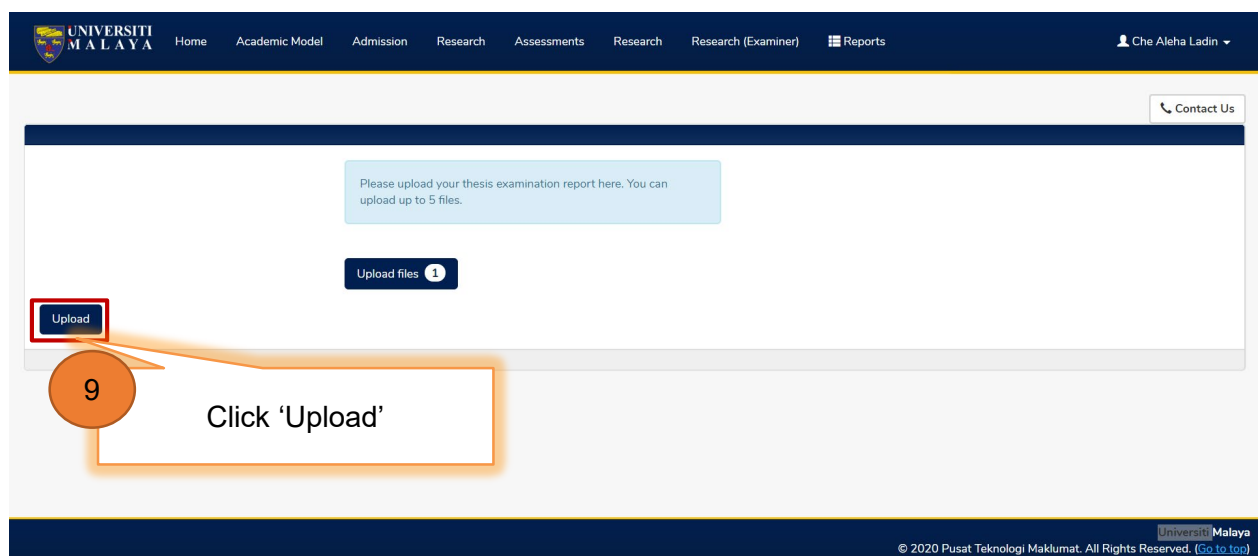 UNIVERSITI
MALAYA
Home Academic Model Admission Research Assessments Research Research (Examiner) Reports Che Aleha Ladin
Contact Us
Please upload your thesis examination report here. You can
upload up to 5 files.
Upload files 1
Upload
9
Click ‘Upload’
Universiti Malaya
© 2020 Pusat Teknologi Maklumat. All Rights Reserved. (Go to top)